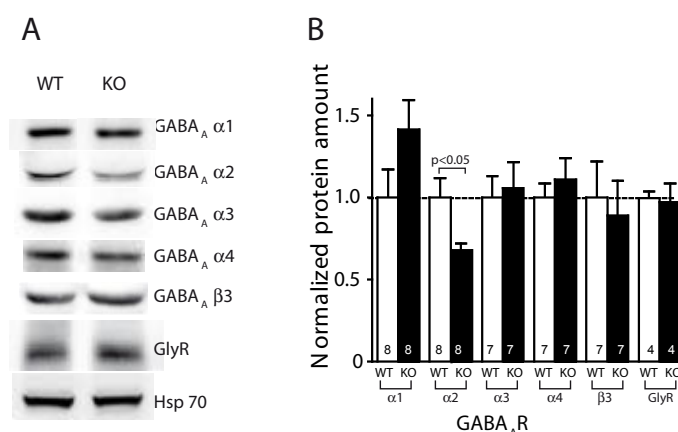 A
WT KO
GABA_A α1
GABA_A α2
GABA_A α3
GABA_A α4
GABA_A β3
GlyR
Hsp 70
B
Normalized protein amount
1.5
1.0
0.5
0
p<0.05
8 8 8 8 7 7 7 7 7 7 4 4
WT KO WT KO WT KO WT KO WT KO WT KO
α1 α2 α3 α4 β3 GlyR
GABA_AR